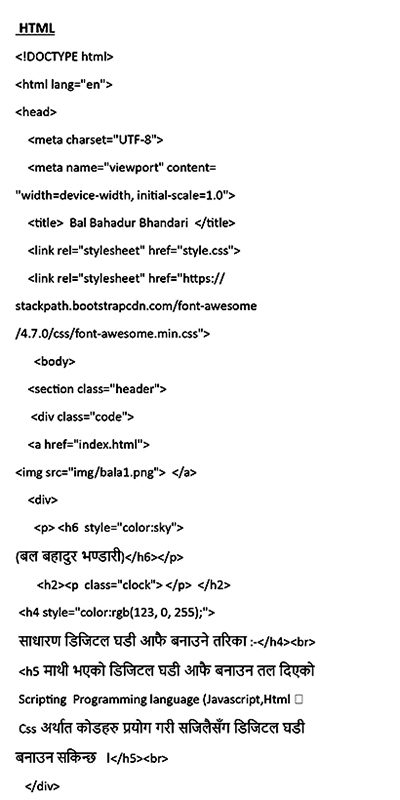 HTML
<!DOCTYPE html>
<html lang="en">
<head>
<meta charset="UTF-8">
<meta name="viewport" content=
"width=device-width, initial-scale=1.0">
<title> Bal Bahadur Bhandari </title>
<link rel="stylesheet" href="style.css">
<link rel="stylesheet" href="https://
stackpath.bootstrapcdn.com/font-awesome
/4.7.0/css/font-awesome.min.css">
<body>
<section class="header">
<div class="code">
<a href="index.html">
<img src="img/bala1.png"> </a>
<div>
<p> <h6 style="color:sky">
(बल बहादुर भण्डारी)</h6></p>
<h2><p class="clock"> </p> </h2>
<h4 style="color:rgb(123, 0, 255);">
साधारण डिजिटल घडी आफै बनाउने तरिका :-</h4><br>
<h5 माथी भएको डिजिटल घडी आफै बनाउन तल दिएको
Scripting Programming language (Javascript,Html □
Css अर्थात कोडहरु प्रयोग गरी सजिलैसँग डिजिटल घडी
बनाउन सकिन्छ ।</h5><br>
</div>